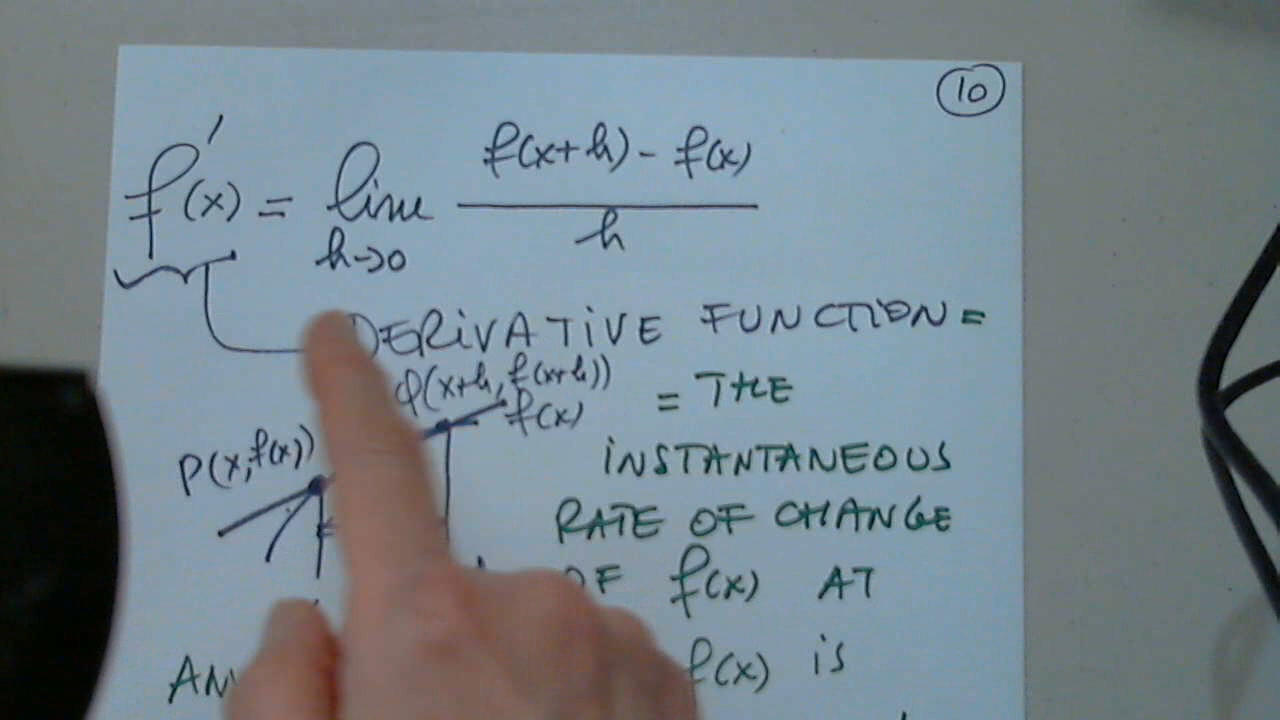 10
f'(x) = lim h→0 f(x+h) - f(x) / h
DERIVATIVE FUNCTION =
Q(x+h, f(x+h))
f(x)
= THE
P(x, f(x))
INSTANTANEOUS
RATE OF CHANGE
OF f(x) AT
f(x) is